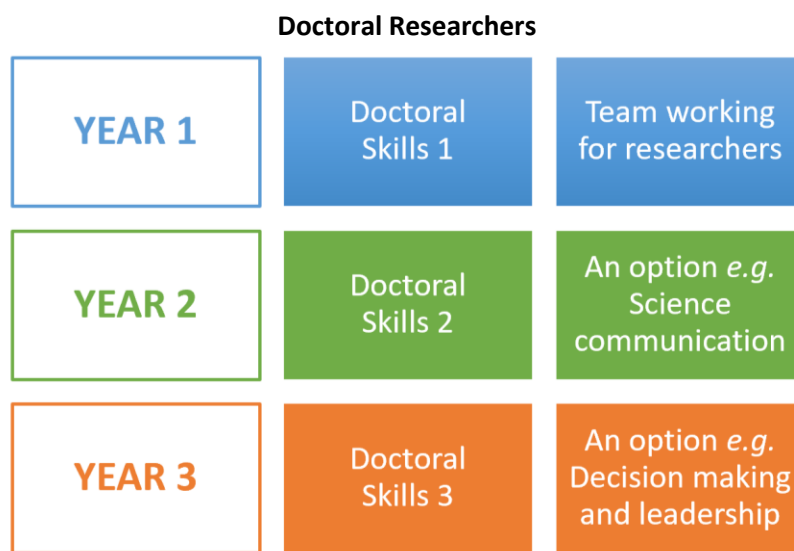 Doctoral Researchers
YEAR 1
Doctoral
Skills 1
Team working
for researchers
YEAR 2
Doctoral
Skills 2
An option e.g.
Science
communication
YEAR 3
Doctoral
Skills 3
An option e.g.
Decision making
and leadership